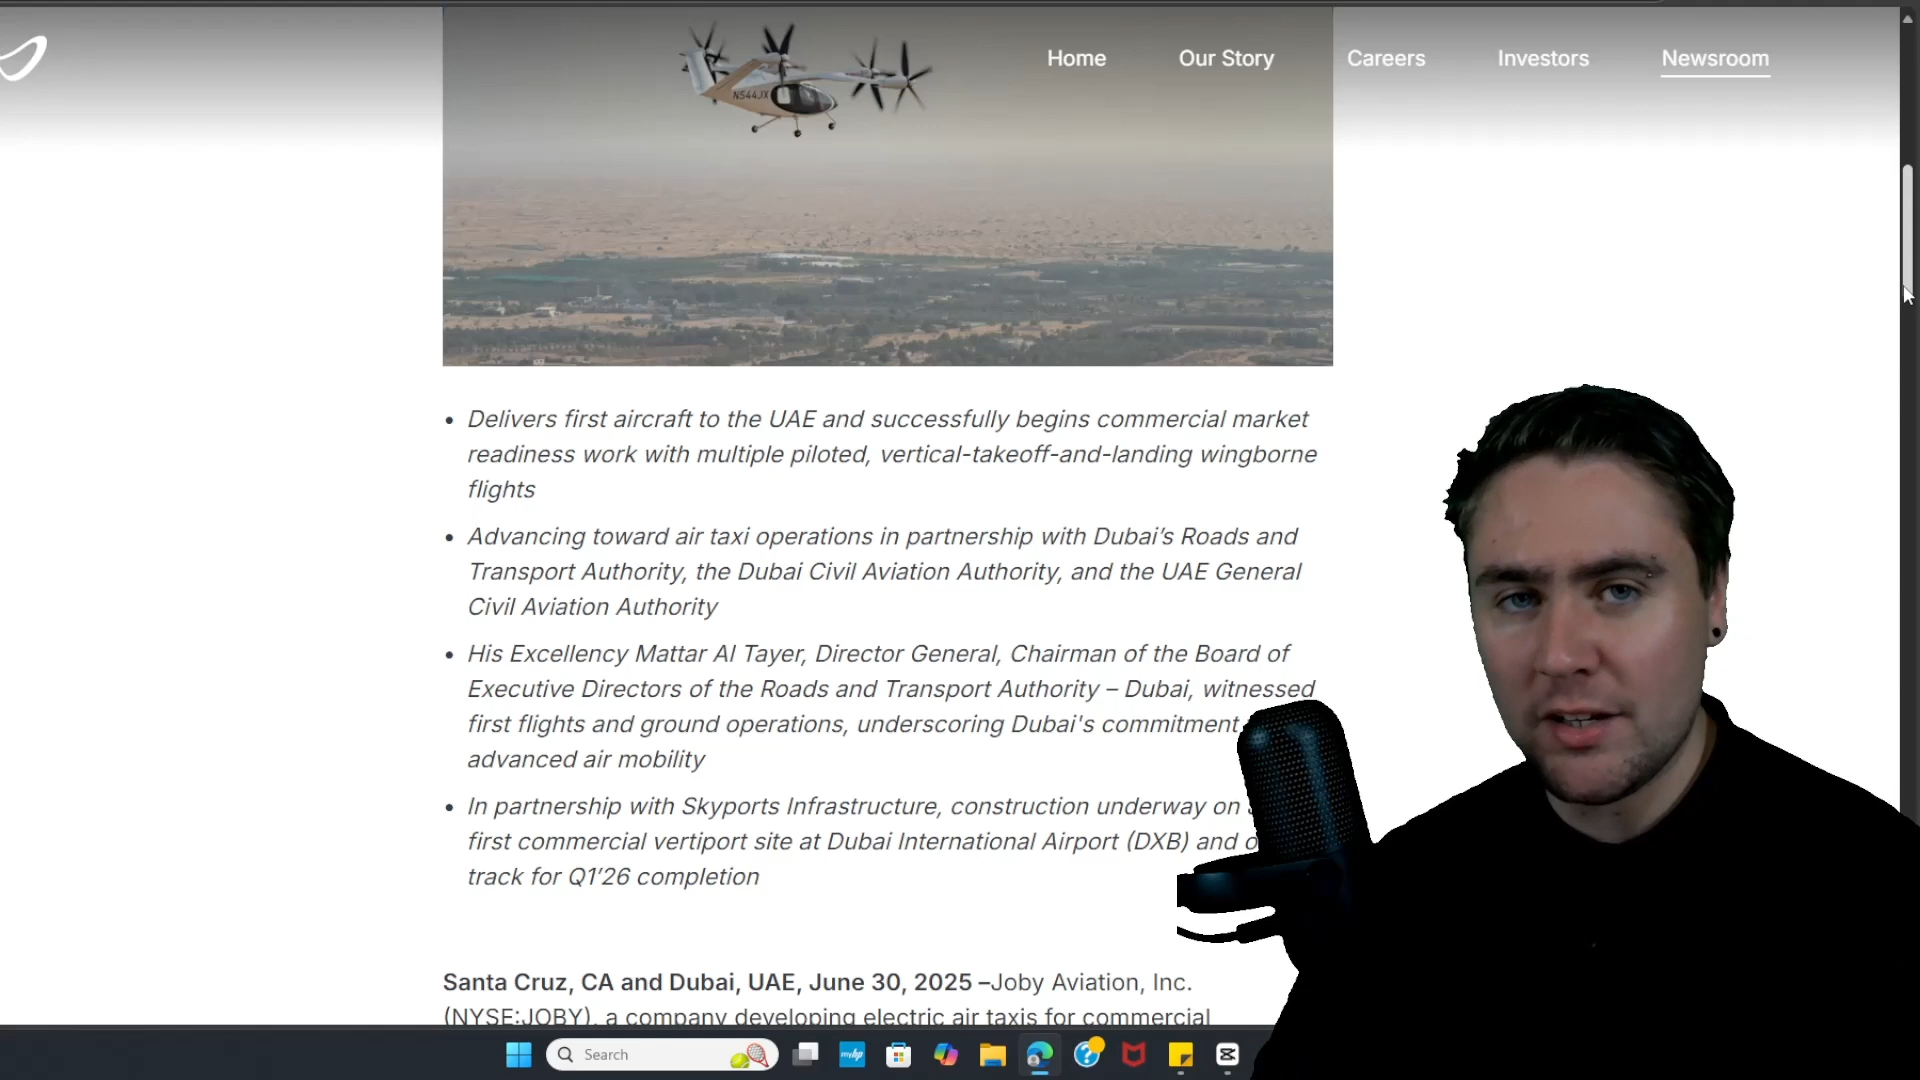 Home Our Story Careers Investors Newsroom
N544JX
Delivers first aircraft to the UAE and successfully begins commercial market
readiness work with multiple piloted, vertical-takeoff-and-landing wingborne
flights
Advancing toward air taxi operations in partnership with Dubai’s Roads and
Transport Authority, the Dubai Civil Aviation Authority, and the UAE General
Civil Aviation Authority
His Excellency Mattar Al Tayer, Director General, Chairman of the Board of
Executive Directors of the Roads and Transport Authority – Dubai, witnessed
first flights and ground operations, underscoring Dubai's commitment
advanced air mobility
In partnership with Skyports Infrastructure, construction underway on
first commercial vertiport site at Dubai International Airport (DXB) and
track for Q1’26 completion
Santa Cruz, CA and Dubai, UAE, June 30, 2025 –Joby Aviation, Inc.
(NYSE:JOBY), a company developing electric air taxis for commercial
Search
myhp